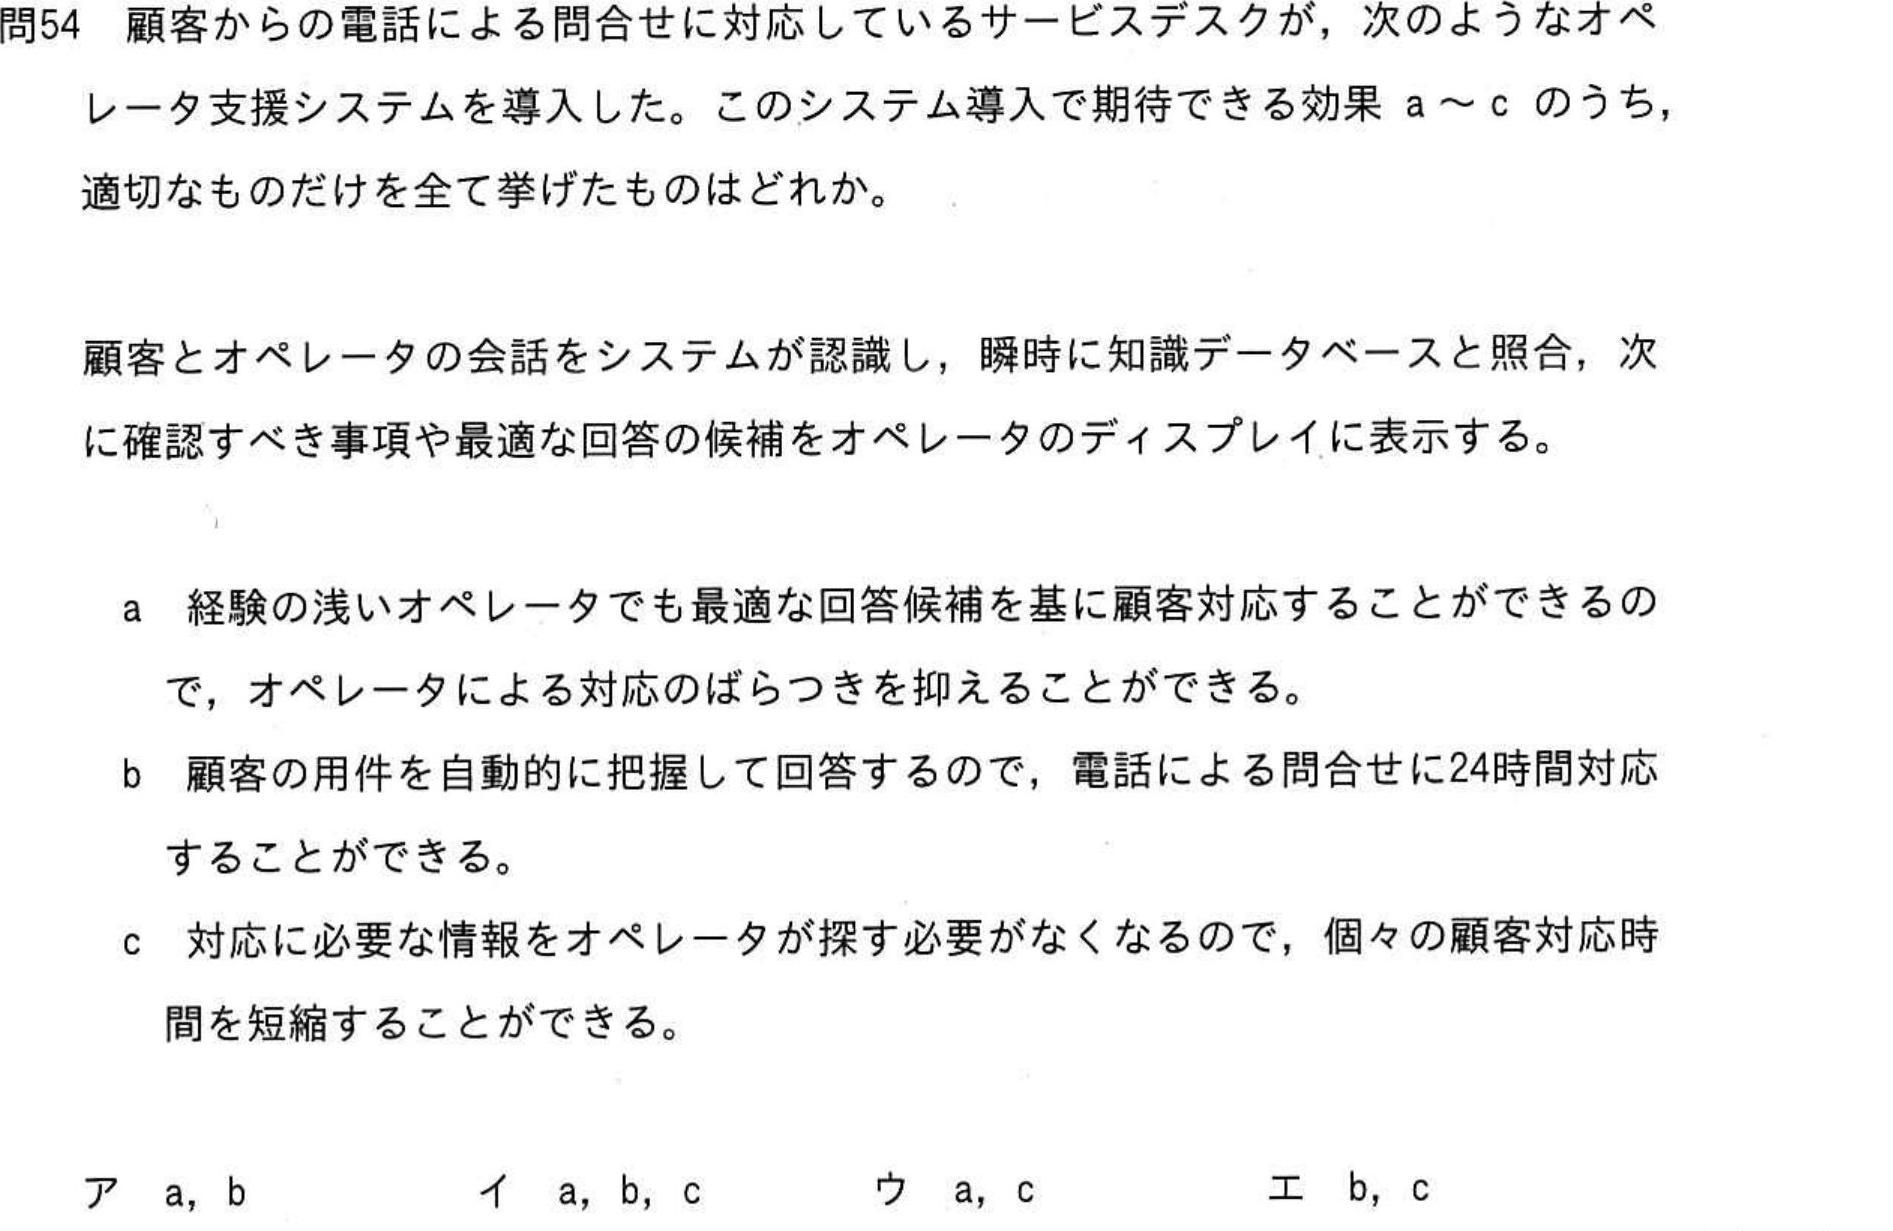 問54 顧客からの電話による問合せに対応しているサービスデスクが，次のようなオペ
レータ支援システムを導入した。このシステム導入で期待できる効果 a～c のうち，
適切なものだけを全て挙げたものはどれか。
顧客とオペレータの会話をシステムが認識し，瞬時に知識データベースと照合，次
に確認すべき事項や最適な回答の候補をオペレータのディスプレイに表示する。
a 経験の浅いオペレータでも最適な回答候補を基に顧客対応することができるの
で，オペレータによる対応のばらつきを抑えることができる。
b 顧客の用件を自動的に把握して回答するので，電話による問合せに24時間対応
することができる。
c 対応に必要な情報をオペレータが探す必要がなくなるので，個々の顧客対応時
間を短縮することができる。
ア a，b イ a，b，c ウ a，c エ b，c